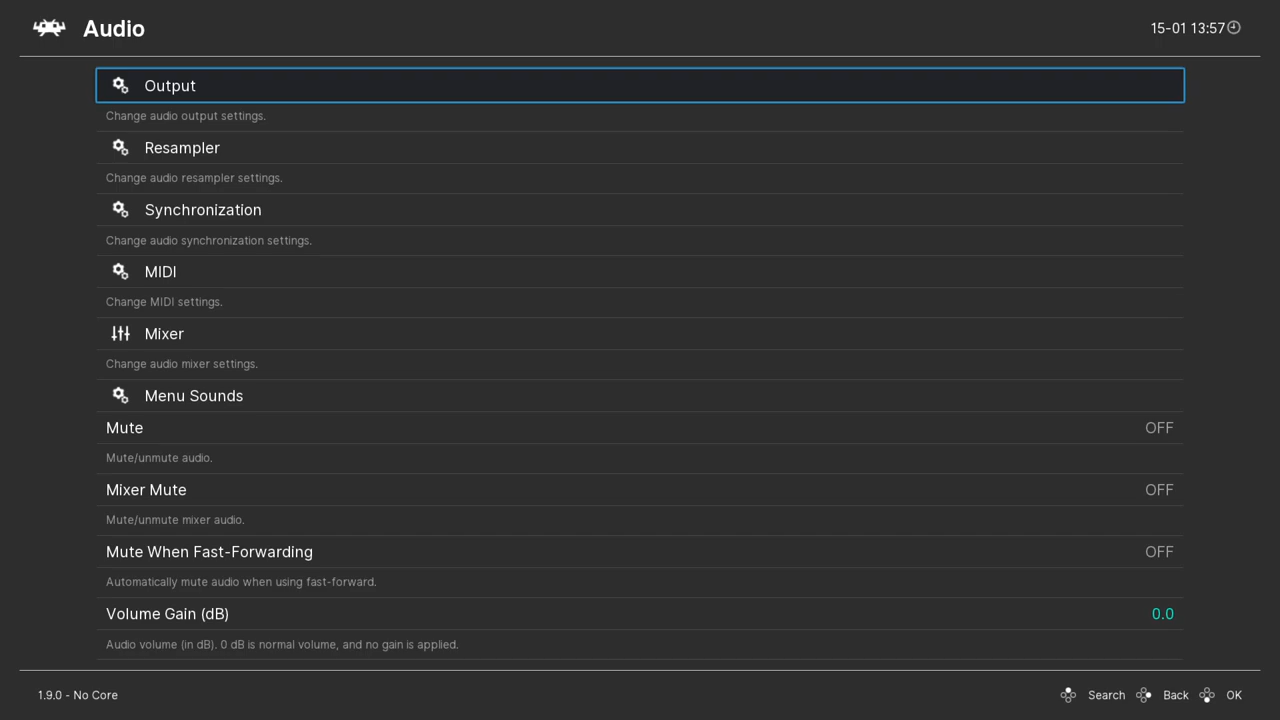 Audio
15-01 13:57
Output
Change audio output settings.
Resampler
Change audio resampler settings.
Synchronization
Change audio synchronization settings.
MIDI
Change MIDI settings.
Mixer
Change audio mixer settings.
Menu Sounds
Mute OFF
Mute/unmute audio.
Mixer Mute OFF
Mute/unmute mixer audio.
Mute When Fast-Forwarding OFF
Automatically mute audio when using fast-forward.
Volume Gain (dB) 0.0
Audio volume (in dB). 0 dB is normal volume, and no gain is applied.
1.9.0 - No Core
Search Back OK